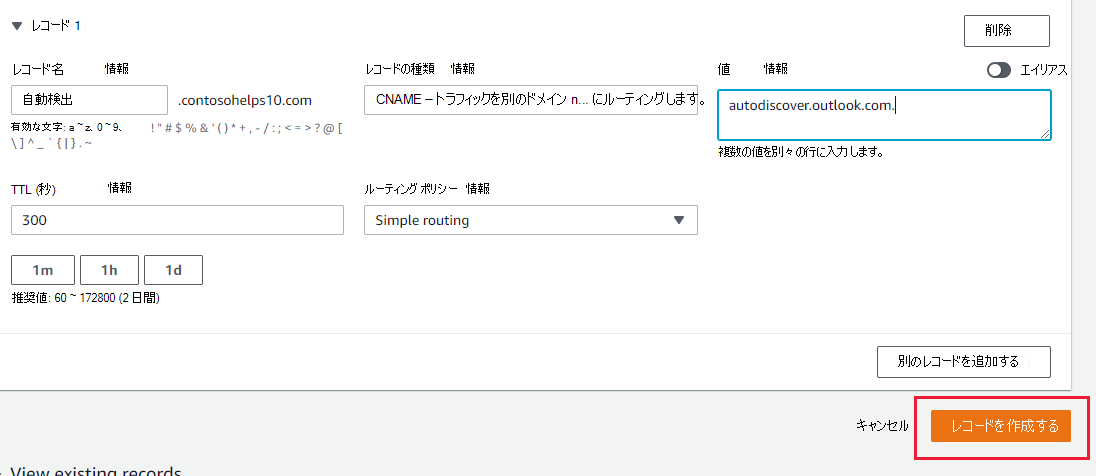 レコード 1
削除
レコード名 情報
レコードの種類 情報
値 情報
エイリアス
自動検出
.contosohelps10.com
CNAME – トラフィックを別のドメイン n... にルーティングします。
autodiscover.outlook.com.
有効な文字: a ~ z、0 ~ 9、 ! " # $ % & ' ( ) * + , - / : ; < = > ? @ [
\ ] ^ _ ` { | } . ~
複数の値を別々の行に入力します。
TTL (秒) 情報
ルーティング ポリシー 情報
300
Simple routing
1m
1h
1d
推奨値: 60 ~ 172800 (2 日間)
別のレコードを追加する
キャンセル
レコードを作成する
View existing records